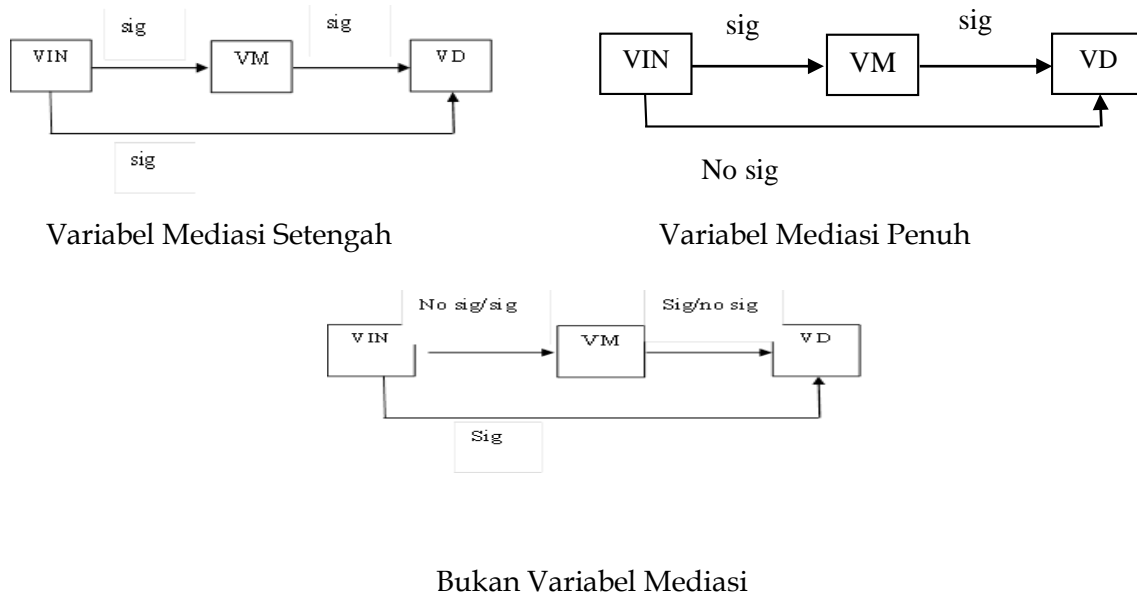 sig sig
VIN VM VD
sig
Variabel Mediasi Setengah
sig sig
VIN VM VD
No sig
Variabel Mediasi Penuh
No sig/sig Sig/no sig
VIN VM VD
Sig
Bukan Variabel Mediasi